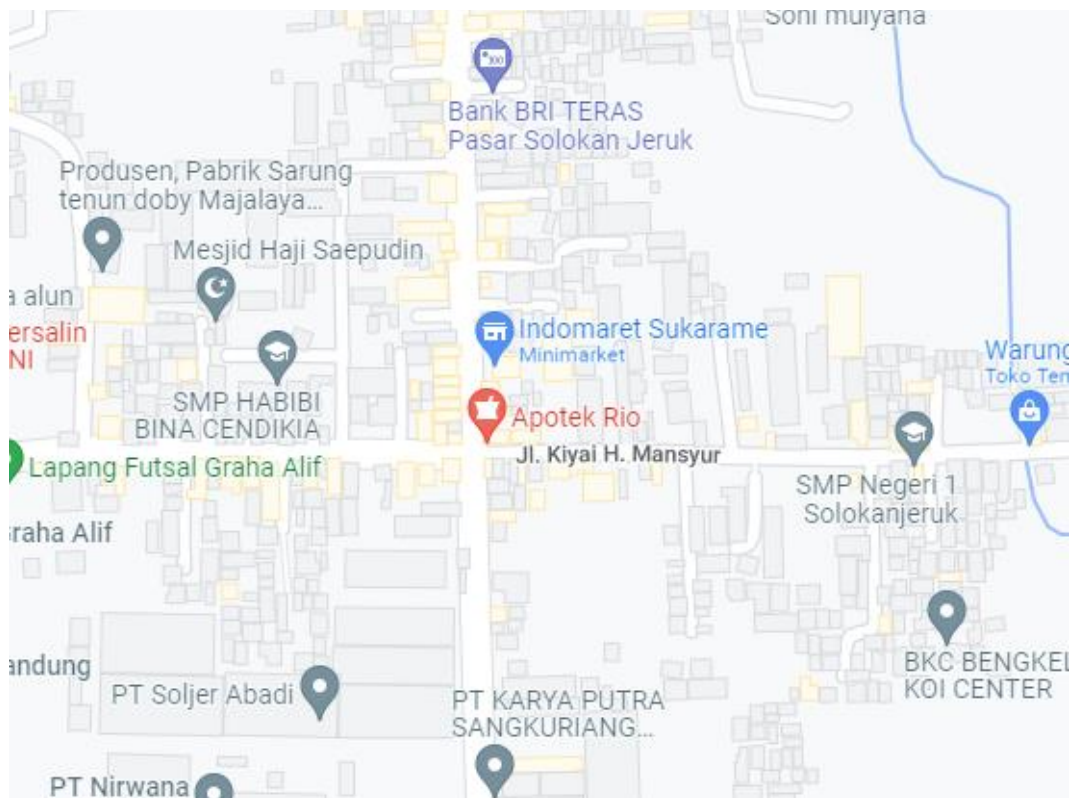 Soni mulyana
100
Bank BRI TERAS
Pasar Solokan Jeruk
Produsen, Pabrik Sarung
tenun doby Majalaya...
Mesjid Haji Saepudin
a alun
ersalin
NI
Indomaret Sukarame
Minimarket
Warung
Toko Ten
SMP HABIBI
BINA CENDIKIA
Apotek Rio
Jl. Kiyai H. Mansyur
Lapang Futsal Graha Alif
SMP Negeri 1
Solokanjeruk
raha Alif
andung
PT Soljer Abadi
PT KARYA PUTRA
SANGKURIANG...
BKC BENGKEL
KOI CENTER
PT Nirwana